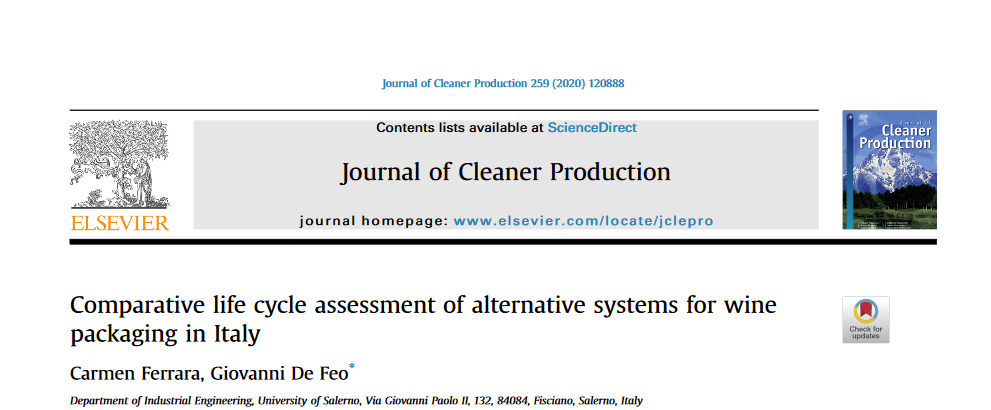 Journal of Cleaner Production 259 (2020) 120888
Contents lists available at ScienceDirect
Journal of Cleaner Production
journal homepage: www.elsevier.com/locate/jclepro
ELSEVIER
Journal of
Cleaner
Production
Comparative life cycle assessment of alternative systems for wine
packaging in Italy
Check for
updates
Carmen Ferrara, Giovanni De Feo*
Department of Industrial Engineering, University of Salerno, Via Giovanni Paolo II, 132, 84084, Fisciano, Salerno, Italy